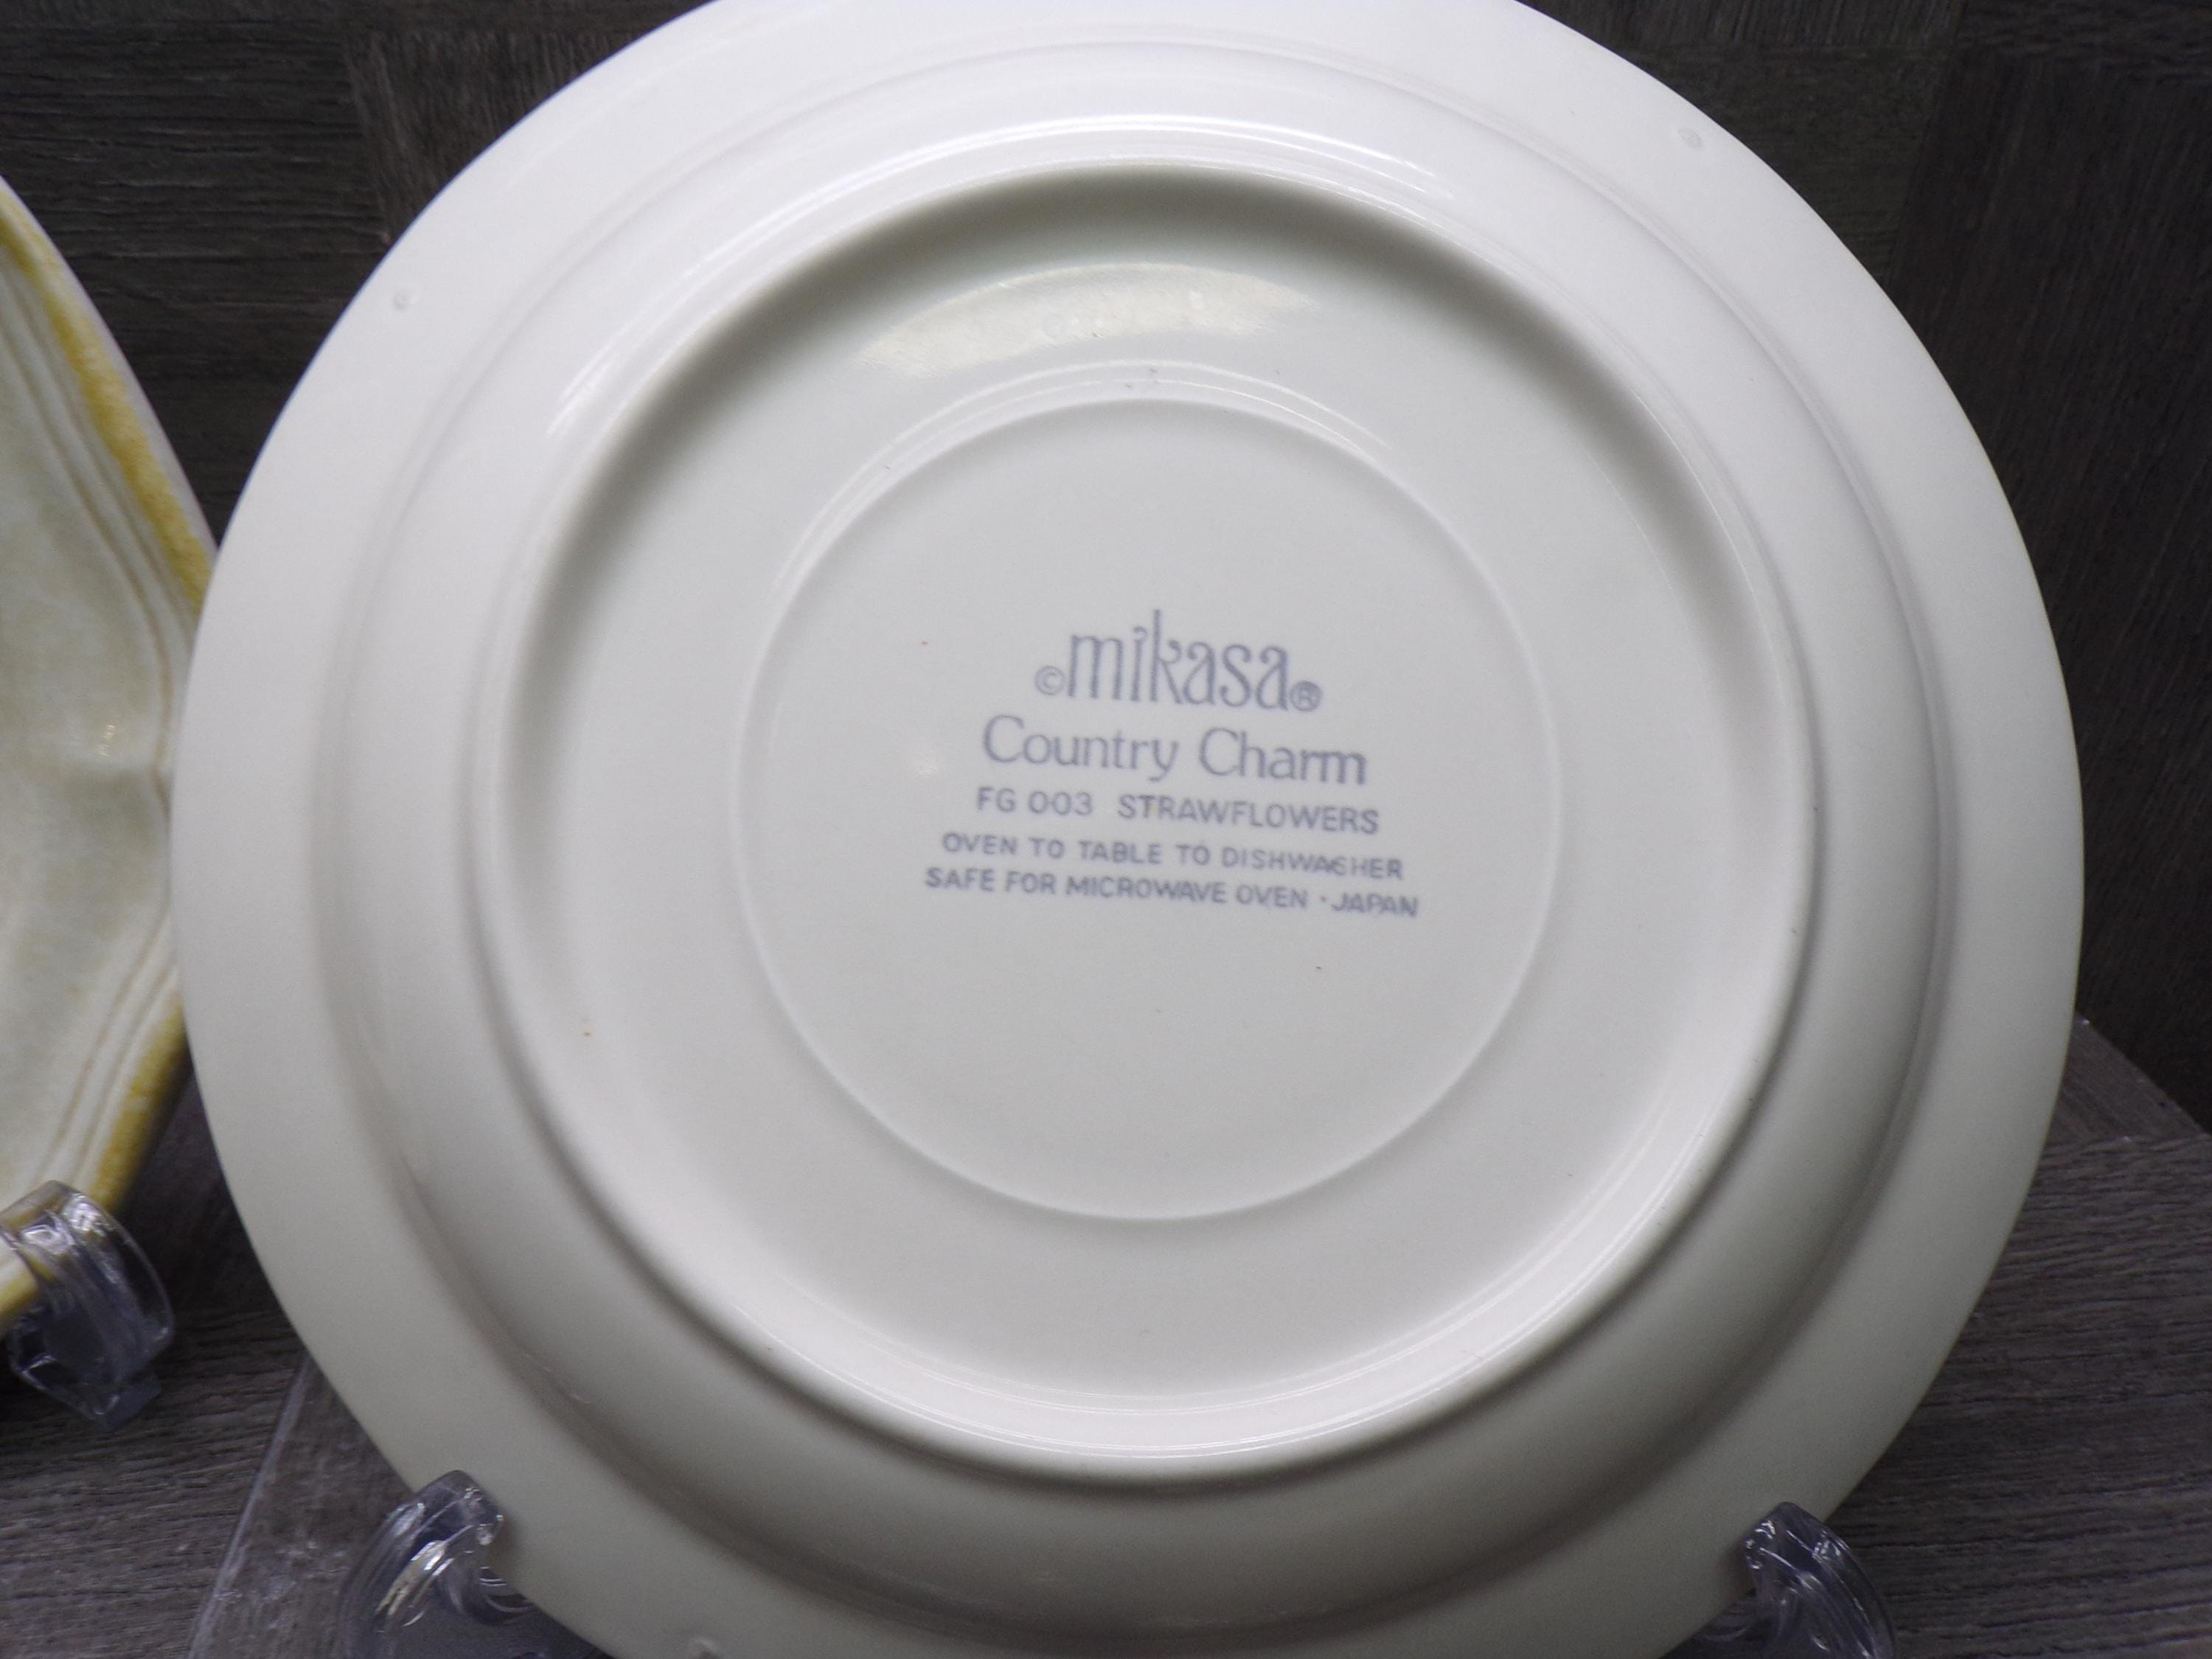 ©mikasa®
Country Charm
FG 003 STRAWFLOWERS
OVEN TO TABLE TO DISHWASHER
SAFE FOR MICROWAVE OVEN · JAPAN